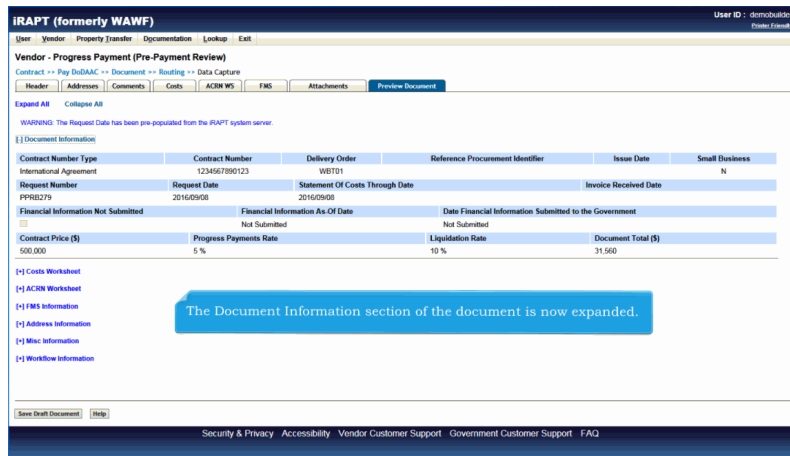 iRAPT (formerly WAWF)
User ID : demobuilde
Printer Friendl
User Vendor Property Transfer Documentation Lookup Exit
Vendor - Progress Payment (Pre-Payment Review)
Contract >> Pay DoDAAC >> Document >> Routing >> Data Capture
Header Addresses Comments Costs ACRN WS FMS Attachments Preview Document
Expand All Collapse All
WARNING: The Request Date has been pre-populated from the iRAPT system server.
[-] Document Information
Contract Number Type Contract Number Delivery Order Reference Procurement Identifier Issue Date Small Business
International Agreement 1234567890123 WBT01 N
Request Number Request Date Statement Of Costs Through Date Invoice Received Date
PPRB279 2016/09/08 2016/09/08
Financial Information Not Submitted Financial Information As-Of Date Date Financial Information Submitted to the Government
Not Submitted Not Submitted
Contract Price ($) Progress Payments Rate Liquidation Rate Document Total ($)
500,000 5 % 10 % 31,560
[+] Costs Worksheet
[+] ACRN Worksheet
[+] FMS Information
[+] Address Information
[+] Misc Information
[+] Workflow Information
The Document Information section of the document is now expanded.
Save Draft Document Help
Security & Privacy Accessibility Vendor Customer Support Government Customer Support FAQ